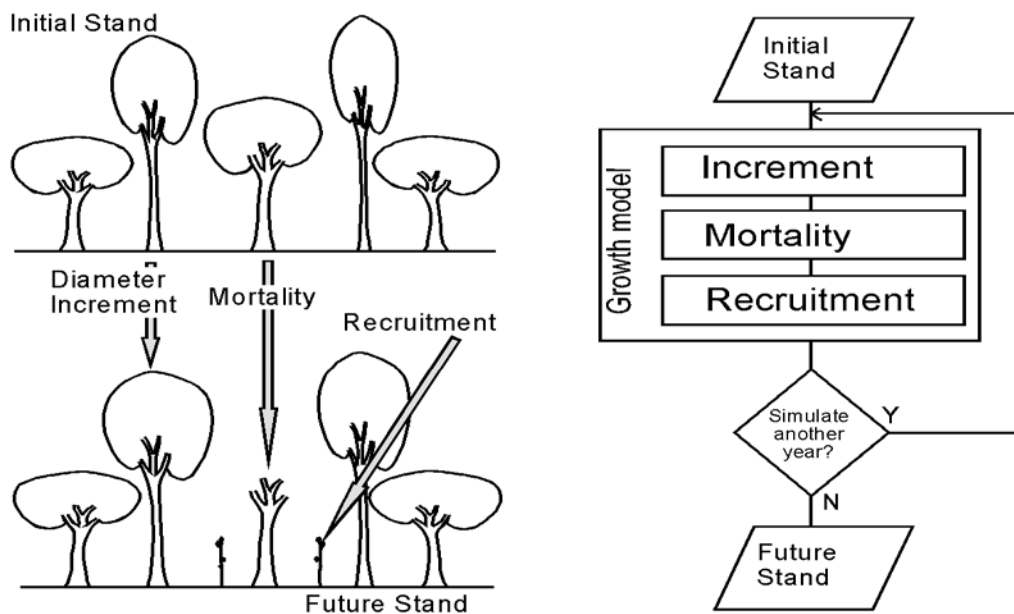 Initial Stand
Diameter
Increment
Mortality
Recruitment
Future Stand
Initial
Stand
Growth model
Increment
Mortality
Recruitment
Simulate
another
year?
Y
N
Future
Stand